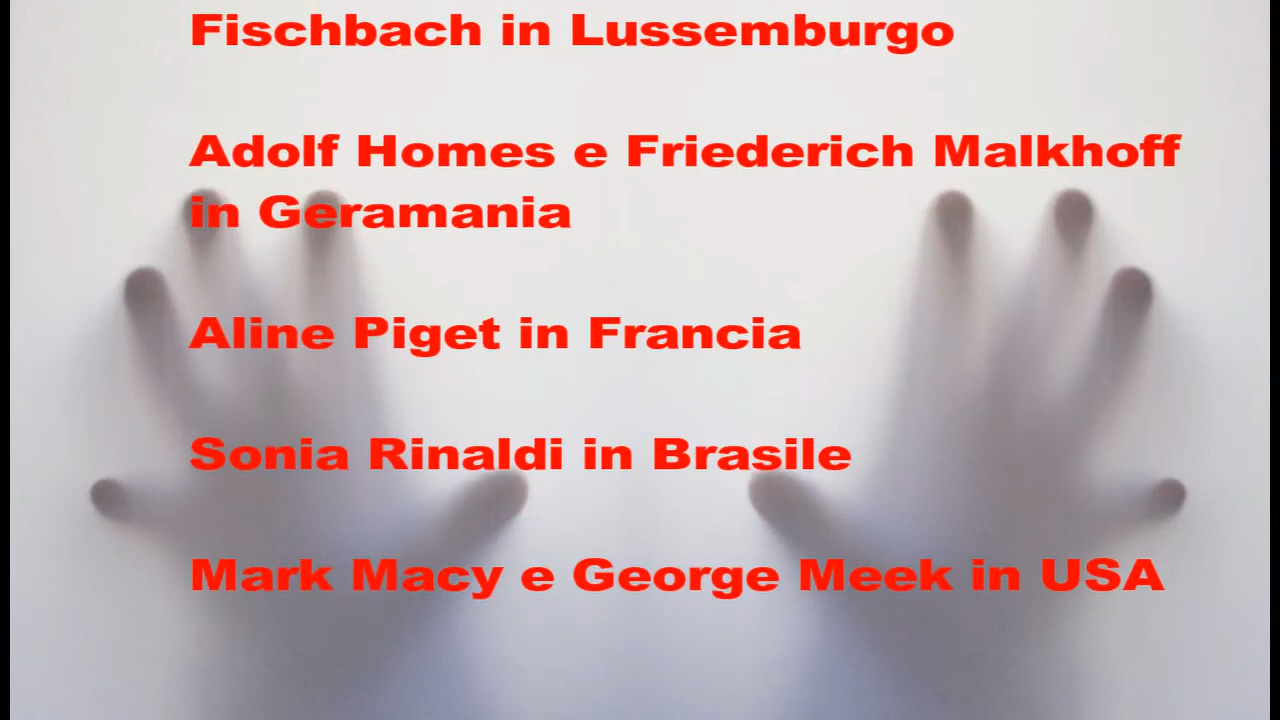 Fischbach in Lussemburgo
Adolf Homes e Friederich Malkhoff
in Geramania
Aline Piget in Francia
Sonia Rinaldi in Brasile
Mark Macy e George Meek in USA